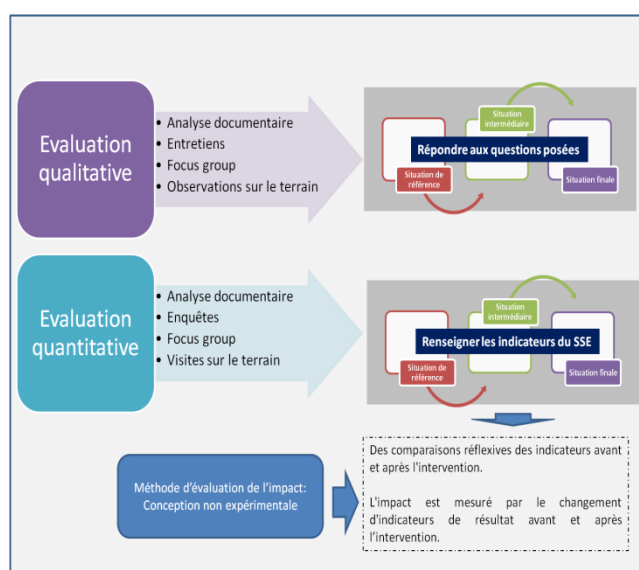 Evaluation
qualitative
• Analyse documentaire
• Entretiens
• Focus group
• Observations sur le terrain
Situation
intermédiaire
Répondre aux questions posées
Situation de
référence
Situation finale
Evaluation
quantitative
• Analyse documentaire
• Enquêtes
• Focus group
• Visites sur le terrain
Situation
intermédiaire
Renseigner les indicateurs du SSE
Situation de
référence
Situation finale
Méthode d'évaluation de l'impact:
Conception non expérimentale
Des comparaisons réflexives des indicateurs avant
et après l'intervention.
L'impact est mesuré par le changement
d'indicateurs de résultat avant et après
l'intervention.